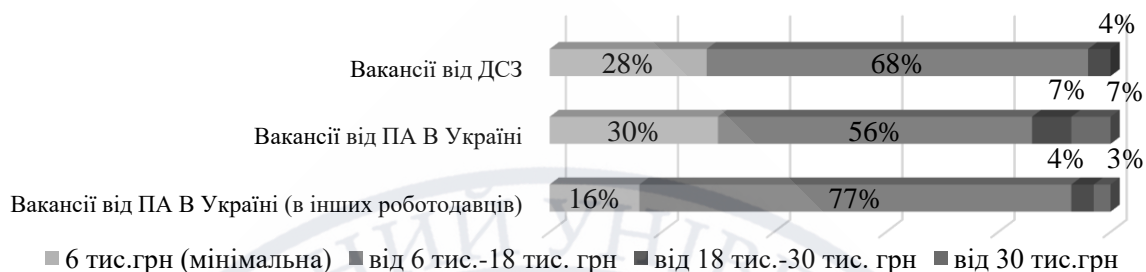 4%
Вакансії від ДСЗ 28% 68%
7% 7%
Вакансії від ПА В Україні 30% 56%
4% 3%
Вакансії від ПА В Україні (в інших роботодавців) 16% 77%
6 тис.грн (мінімальна) від 6 тис.-18 тис. грн від 18 тис.-30 тис. грн від 30 тис.грн